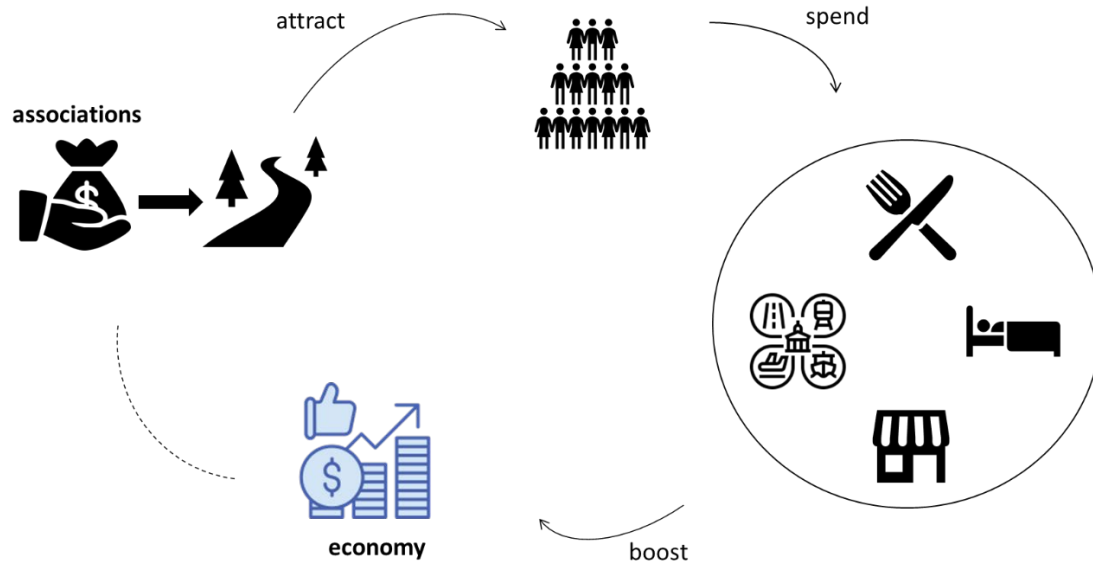 attract
spend
associations
$
$
economy
boost